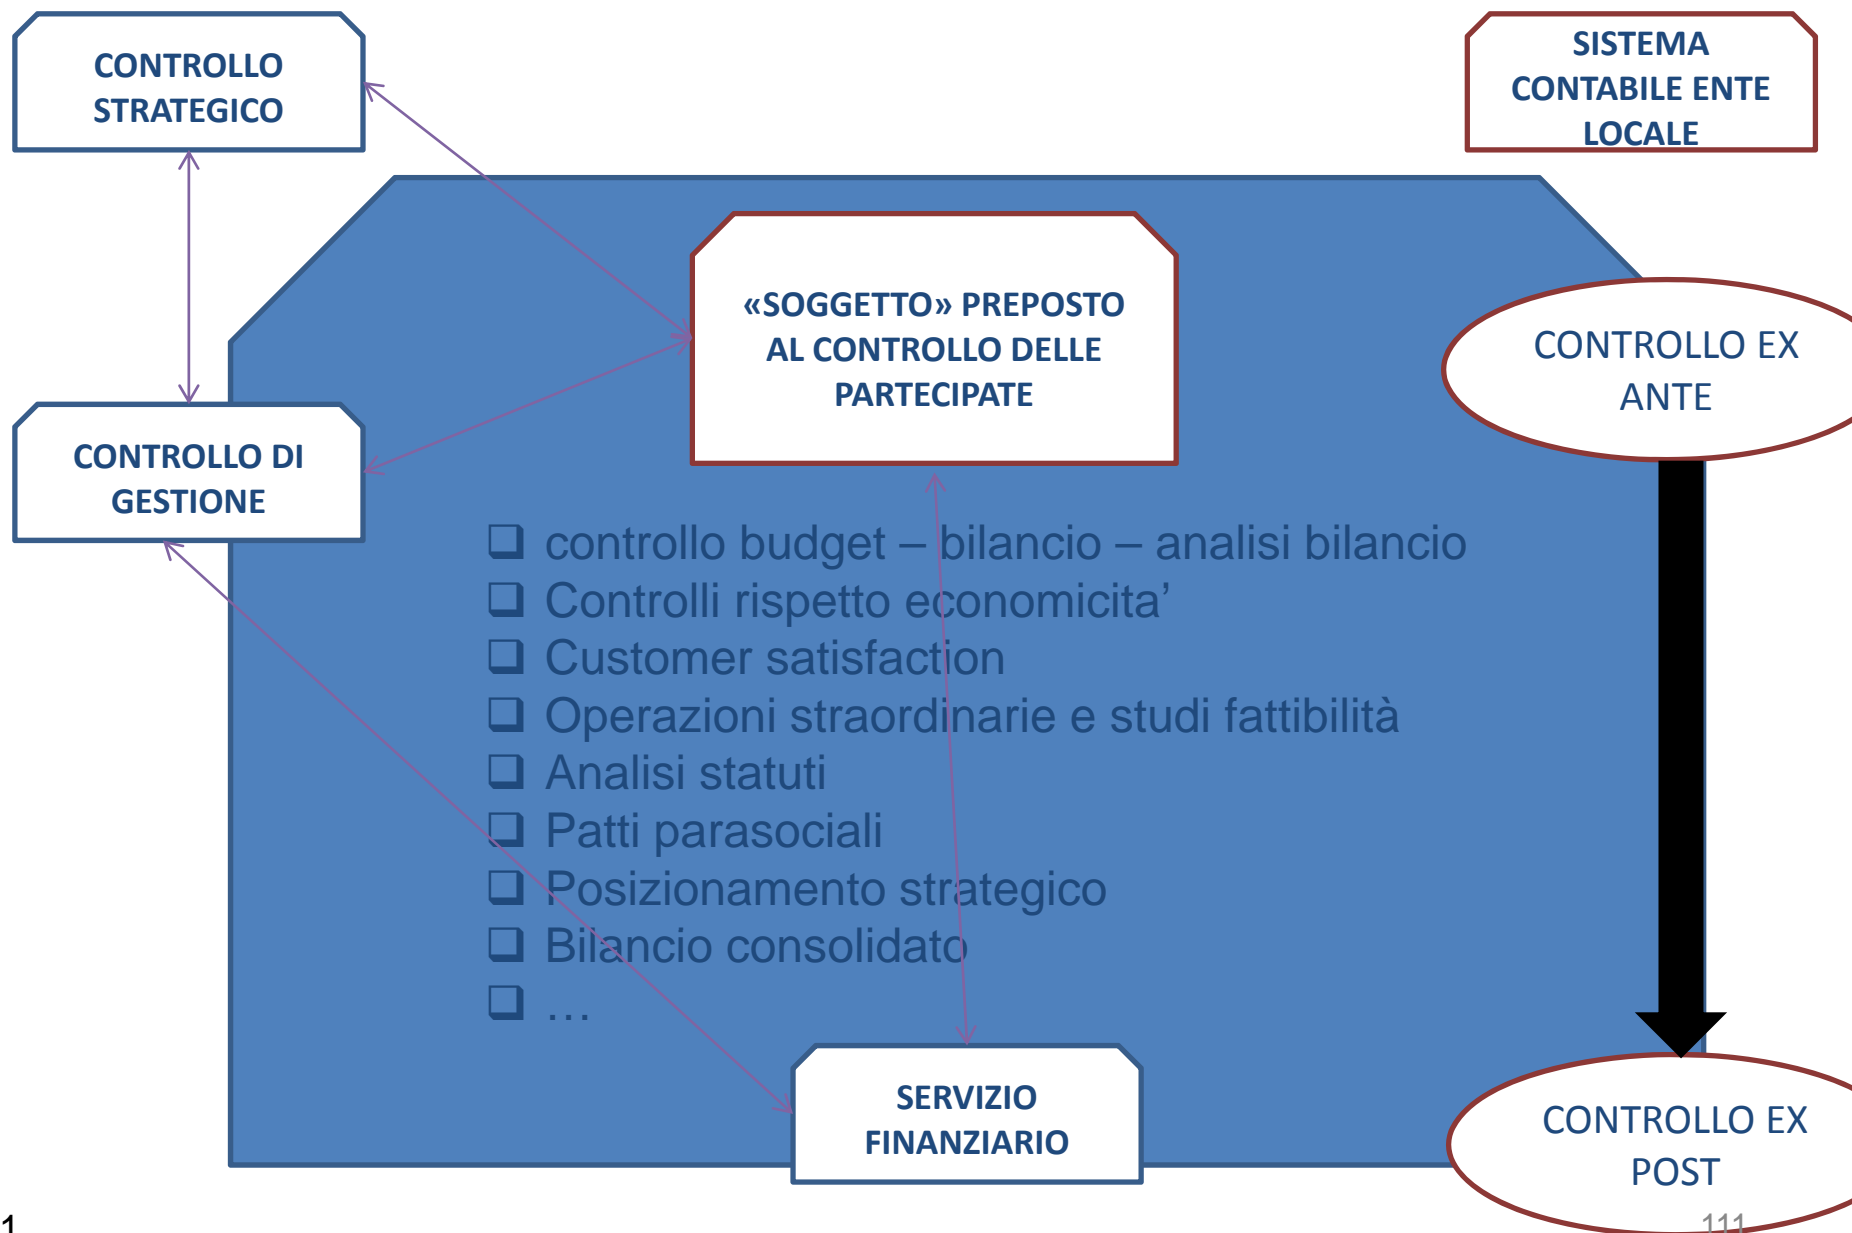 CONTROLLO
STRATEGICO
SISTEMA
CONTABILE ENTE
LOCALE
«SOGGETTO» PREPOSTO
AL CONTROLLO DELLE
PARTECIPATE
CONTROLLO EX
ANTE
CONTROLLO DI
GESTIONE
❑ controllo budget – bilancio – analisi bilancio
❑ Controlli rispetto economicita’
❑ Customer satisfaction
❑ Operazioni straordinarie e studi fattibilità
❑ Analisi statuti
❑ Patti parasociali
❑ Posizionamento strategico
❑ Bilancio consolidato
❑ …
SERVIZIO
FINANZIARIO
CONTROLLO EX
POST
1
111